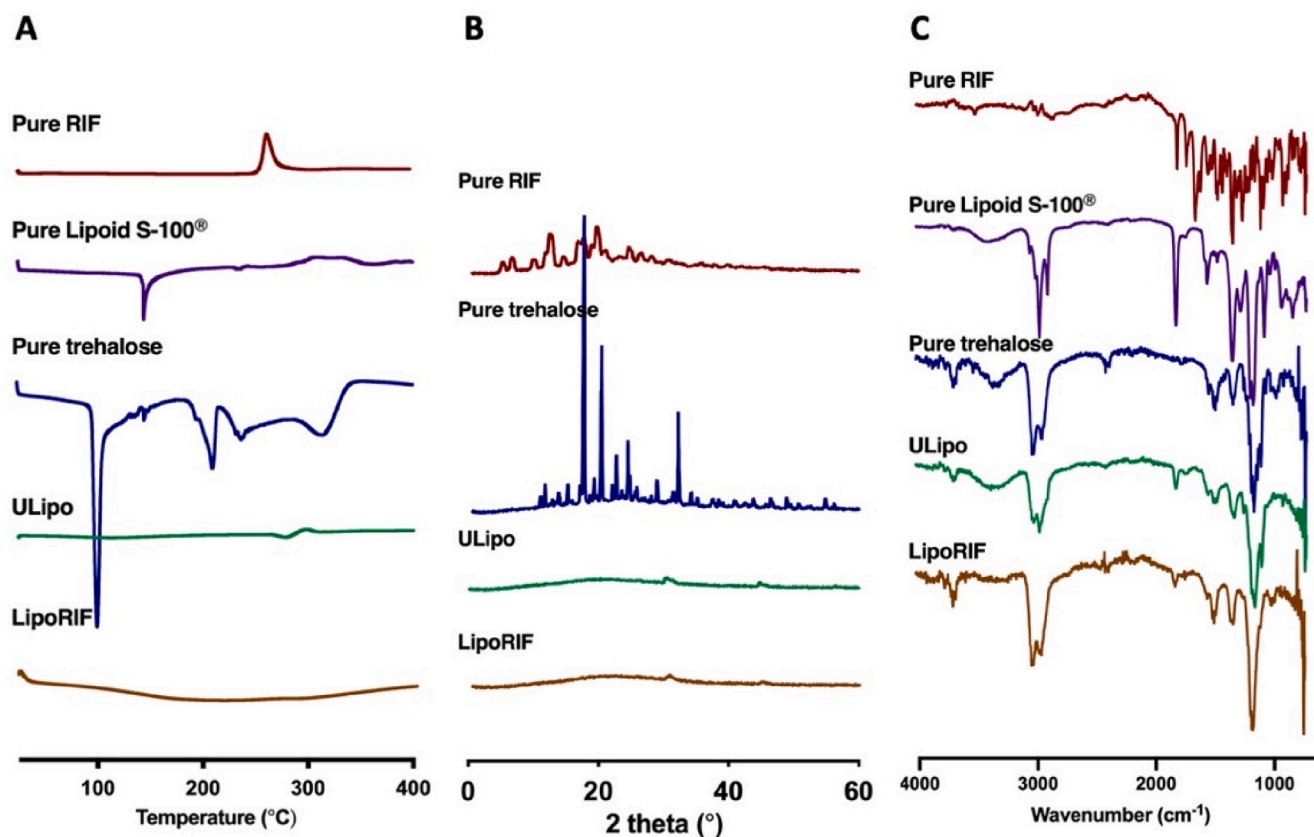 A
Pure RIF
Pure Lipoid S-100®
Pure trehalose
ULipo
LipoRIF
100 200 300 400
Temperature (°C)
B
Pure RIF
Pure trehalose
ULipo
LipoRIF
0 20 40 60
2 theta (°)
C
Pure RIF
Pure Lipoid S-100®
Pure trehalose
ULipo
LipoRIF
4000 3000 2000 1000
Wavenumber (cm-1)